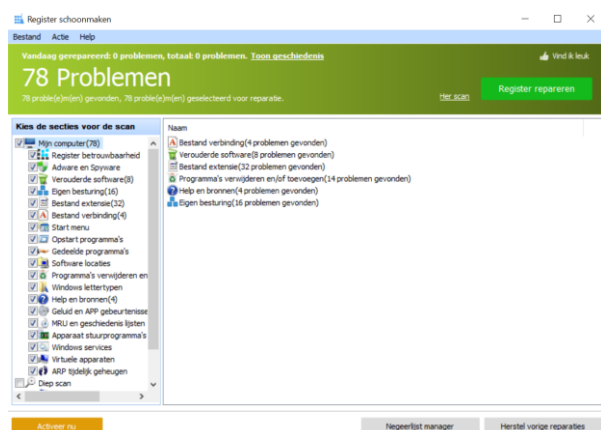 Register schoonmaken
Bestand Actie Help
Vandaag gerepareerd: 0 problemen, totaal: 0 problemen. Toon geschiedenis
Vind ik leuk
78 Problemen
78 proble(e)m(en) gevonden, 78 proble(e)m(en) geselecteerd voor reparatie.
Her scan
Register repareren
Kies de secties voor de scan
Mijn computer(78)
Register betrouwbaarheid
Adware en Spyware
Verouderde software(8)
Eigen besturing(16)
Bestand extensie(32)
Bestand verbinding(4)
Start menu
Opstart programma's
Gedeelde programma's
Software locaties
Programma's verwijderen en
Windows lettertypen
Help en bronnen(4)
Geluid en APP gebeurtenisse
MRU en geschiedenis lijsten
Apparaat stuurprogramma's
Windows services
Virtuele apparaten
ARP tijdelijk geheugen
Diep scan
Naam
Bestand verbinding(4 problemen gevonden)
Verouderde software(8 problemen gevonden)
Bestand extensie(32 problemen gevonden)
Programma's verwijderen en/of toevoegen(14 problemen gevonden)
Help en bronnen(4 problemen gevonden)
Eigen besturing(16 problemen gevonden)
Activeer nu
Negeerlijst manager
Herstel vorige reparaties